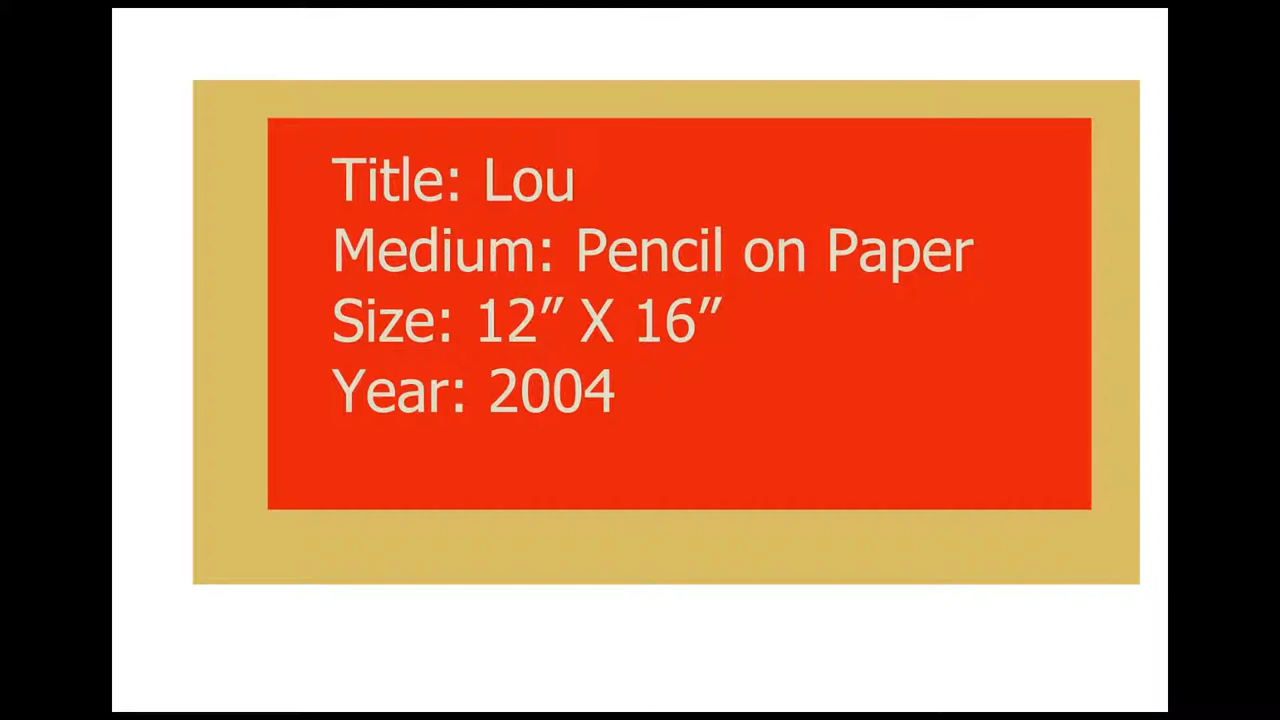 Title: Lou
Medium: Pencil on Paper
Size: 12” X 16”
Year: 2004